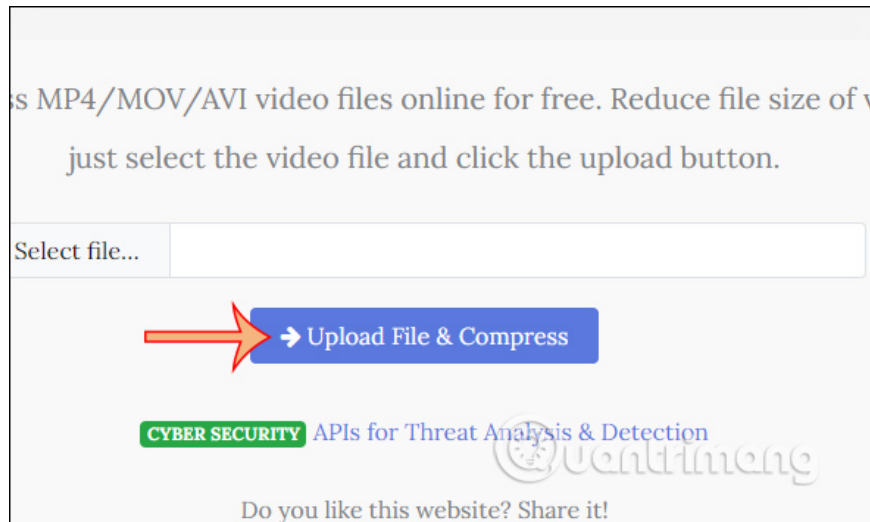 ss MP4/MOV/AVI video files online for free. Reduce file size of v
just select the video file and click the upload button.
Select file...
Upload File & Compress
CYBER SECURITY APIs for Threat Analysis & Detection
Quantrimang
Do you like this website? Share it!